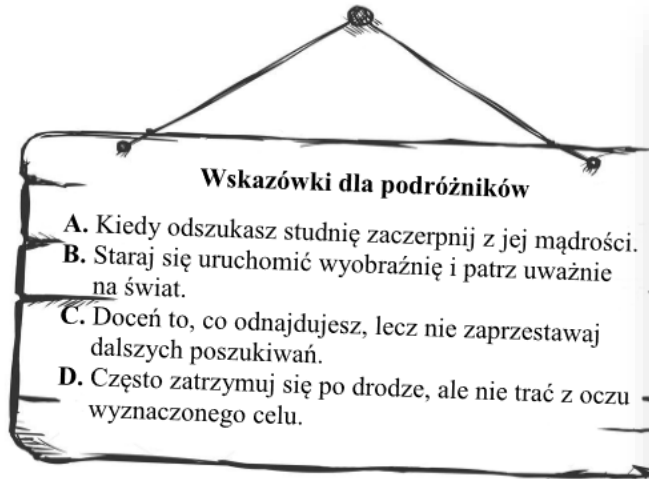 Wskazówki dla podróżników
A. Kiedy odszukasz studnię zaczerpnij z jej mądrości.
B. Staraj się uruchomić wyobraźnię i patrz uważnie
na świat.
C. Doceń to, co odnajdujesz, lecz nie zaprzestawaj
dalszych poszukiwań.
D. Często zatrzymuj się po drodze, ale nie trać z oczu
wyznaczonego celu.